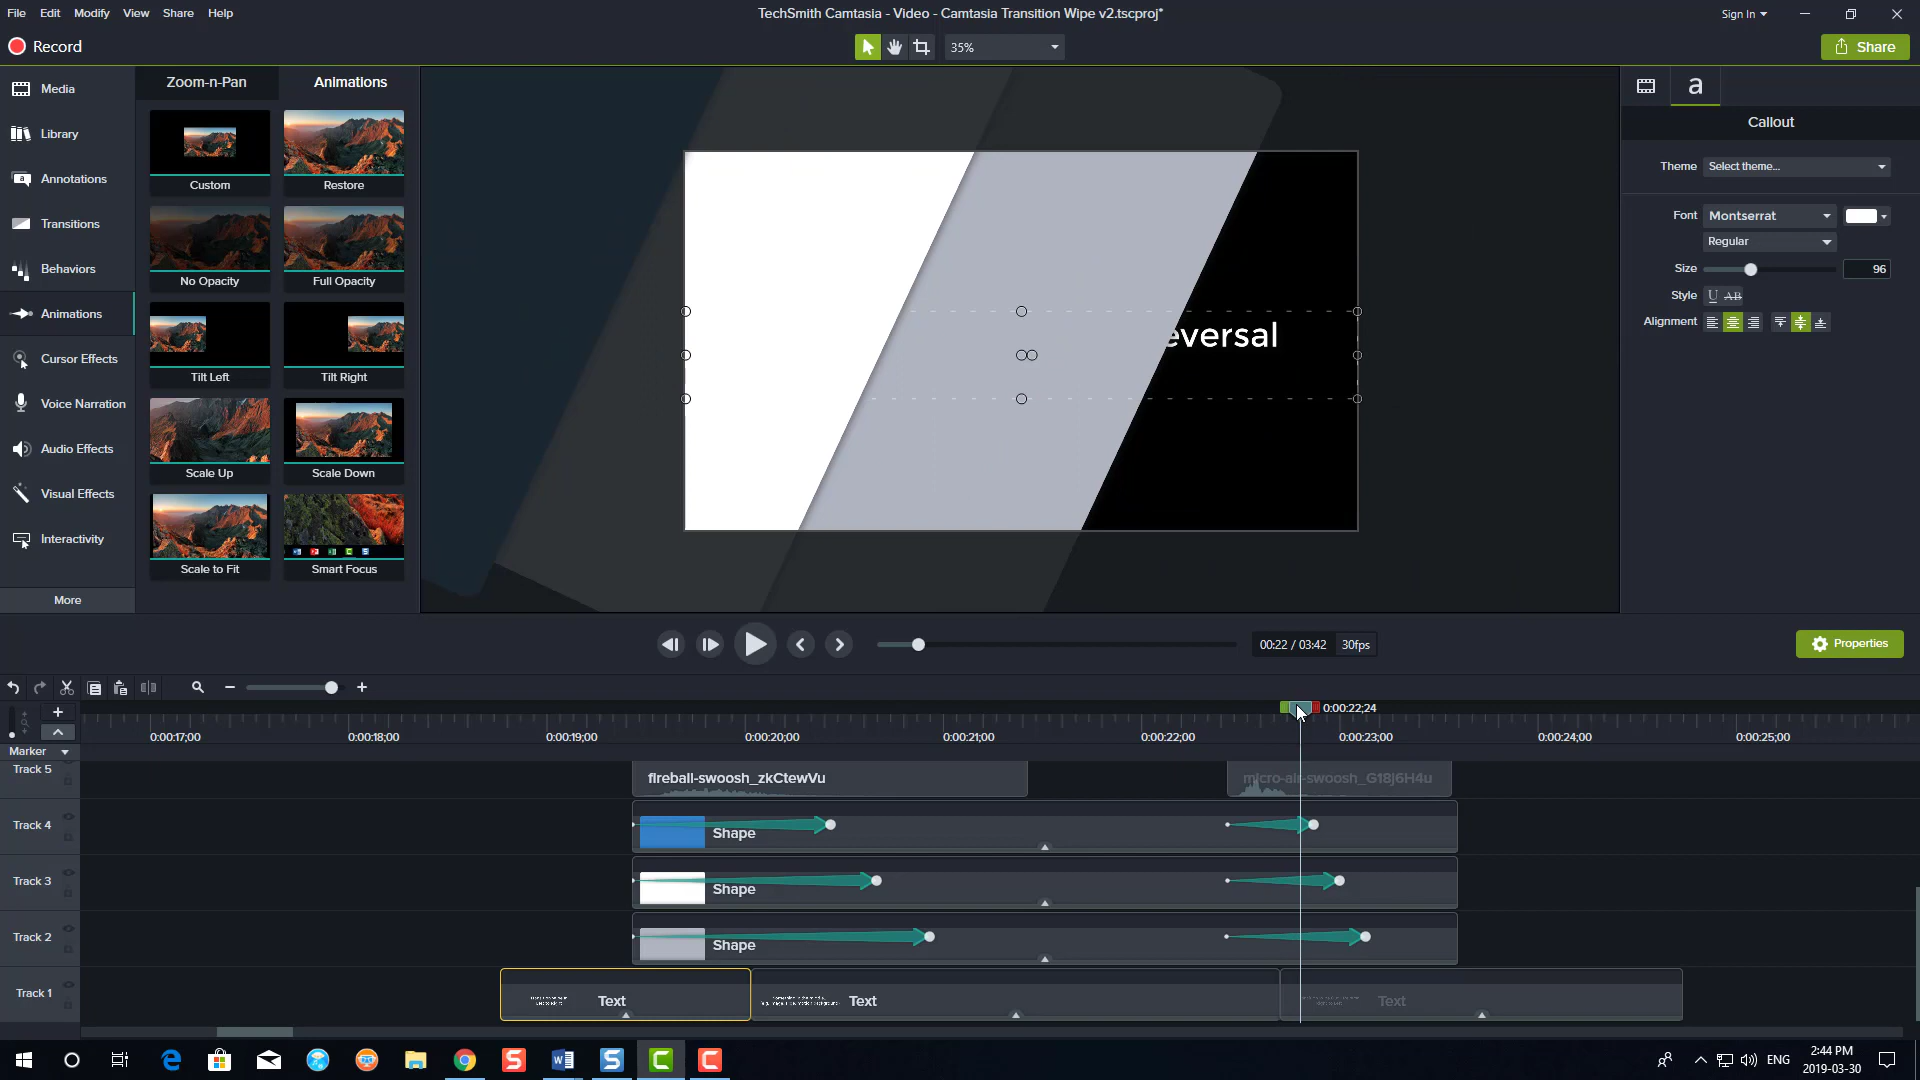 File Edit Modify View Share Help
TechSmith Camtasia - Video - Camtasia Transition Wipe v2.tscproj*
Sign In
Record
35%
Share
Media
Library
Annotations
Transitions
Behaviors
Animations
Cursor Effects
Voice Narration
Audio Effects
Visual Effects
Interactivity
More
Zoom-n-Pan Animations
Custom Restore
No Opacity Full Opacity
Tilt Left Tilt Right
Scale Up Scale Down
Scale to Fit Smart Focus
eversal
a
Callout
Theme Select theme...
Font Montserrat
Regular
Size 96
Style U AB
Alignment
00:22 / 03:42 30fps
Properties
0:00:22;24
0:00:17;00 0:00:18;00 0:00:19;00 0:00:20;00 0:00:21;00 0:00:22;00 0:00:23;00 0:00:24;00 0:00:25;00
Marker
Track 5 fireball-swoosh_zkCtewVu micro-air-swoosh_G18j6H4u
Track 4 Shape
Track 3 Shape
Track 2 Shape
Track 1 Text Text Text
ENG
2:44 PM
2019-03-30